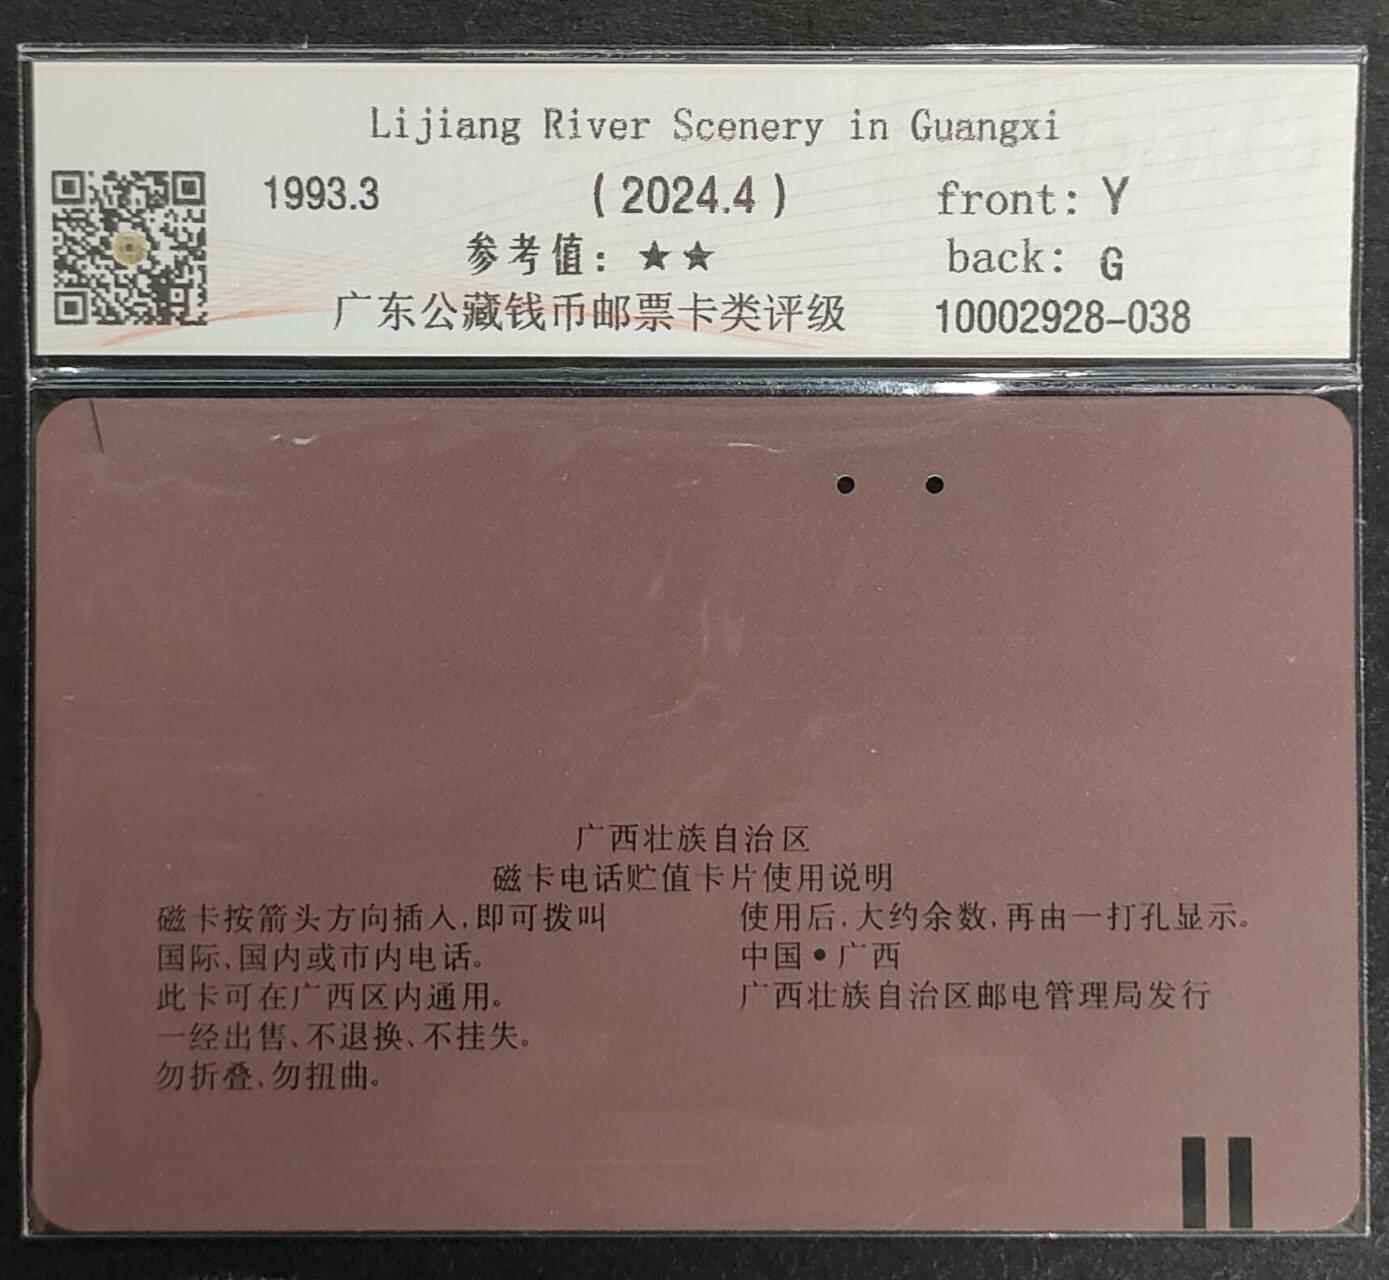 Lijiang River Scenery in Guangxi
1993.3 (2024.4) front: Y
参考值: ★★ back: G
广东公藏钱币邮票卡类评级 10002928-038
广西壮族自治区
磁卡电话贮值卡片使用说明
磁卡按箭头方向插入,即可拨叫
国际、国内或市内电话。
此卡可在广西区内通用。
一经出售、不退换、不挂失。
勿折叠、勿扭曲。
使用后,大约余数,再由一打孔显示。
中国•广西
广西壮族自治区邮电管理局发行